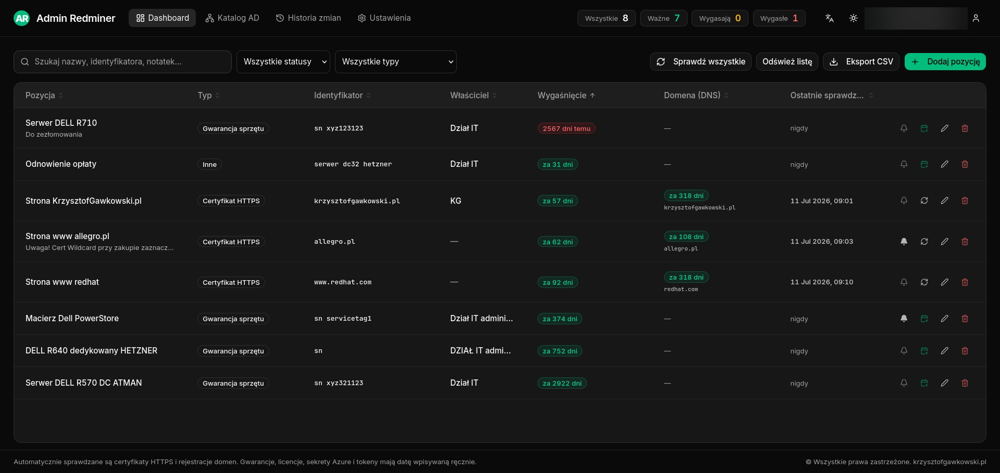 AR Admin Redminer Dashboard Katalog AD Historia zmian Ustawienia Wszystkie 8 Ważne 7 Wygasają 0 Wygasłe 1
Szukaj nazwy, identyfikatora, notatek... Wszystkie statusy Wszystkie typy Sprawdź wszystkie Odśwież listę Eksport CSV + Dodaj pozycję
Pozycja Typ Identyfikator Właściciel Wygaśnięcie ↑ Domena (DNS) Ostatnie sprawdz...
Serwer DELL R710 Gwarancja sprzętu sn xyz123123 Dział IT 2567 dni temu — nigdy
Do zezłomowania
Odnowienie opłaty Inne serwer dc32 hetzner Dział IT za 31 dni — nigdy
Strona KrzysztofGawkowski.pl Certyfikat HTTPS krzysztofgawkowski.pl KG za 57 dni za 318 dni 11 Jul 2026, 09:01
krzysztofgawkowski.pl
Strona www allegro.pl Certyfikat HTTPS allegro.pl — za 62 dni za 108 dni 11 Jul 2026, 09:03
Uwaga! Cert Wildcard przy zakupie zaznacz... allegro.pl
Strona www redhat Certyfikat HTTPS www.redhat.com — za 92 dni za 318 dni 11 Jul 2026, 09:10
redhat.com
Macierz Dell PowerStore Gwarancja sprzętu sn servicetag1 Dział IT admini... za 374 dni — nigdy
DELL R640 dedykowany HETZNER Gwarancja sprzętu sn DZIAŁ IT admi... za 752 dni — nigdy
Serwer DELL R570 DC ATMAN Gwarancja sprzętu sn xyz321123 Dział IT za 2922 dni — nigdy
Automatycznie sprawdzane są certyfikaty HTTPS i rejestracje domen. Gwarancje, licencje, sekrety Azure i tokeny mają datę wpisywaną ręcznie. © Wszystkie prawa zastrzeżone. krzysztofgawkowski.pl